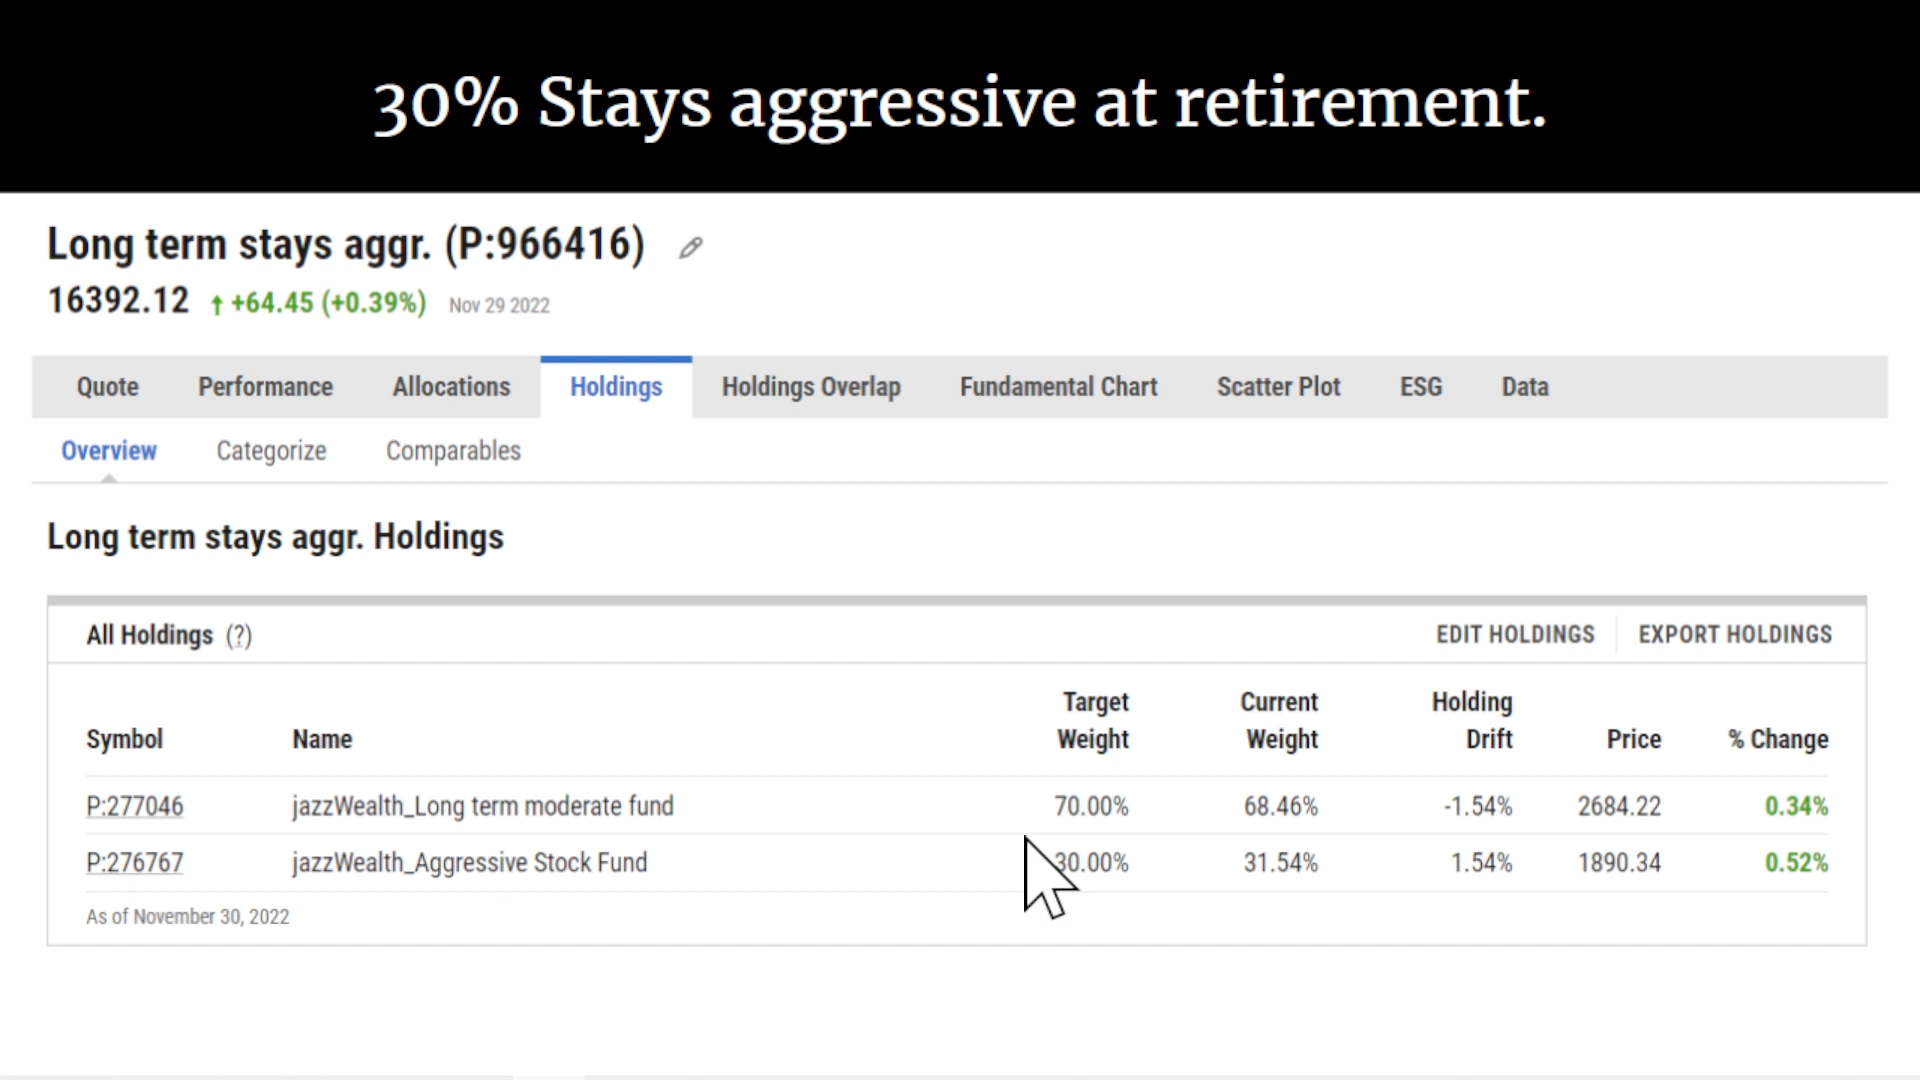 30% Stays aggressive at retirement.
Long term stays aggr. (P:966416)
16392.12 ↑ +64.45 (+0.39%) Nov 29 2022
Quote Performance Allocations Holdings Holdings Overlap Fundamental Chart Scatter Plot ESG Data
Overview Categorize Comparables
Long term stays aggr. Holdings
All Holdings (?) EDIT HOLDINGS EXPORT HOLDINGS
Symbol Name Target Weight Current Weight Holding Drift Price % Change
P:277046 jazzWealth_Long term moderate fund 70.00% 68.46% -1.54% 2684.22 0.34%
P:276767 jazzWealth_Aggressive Stock Fund 30.00% 31.54% 1.54% 1890.34 0.52%
As of November 30, 2022